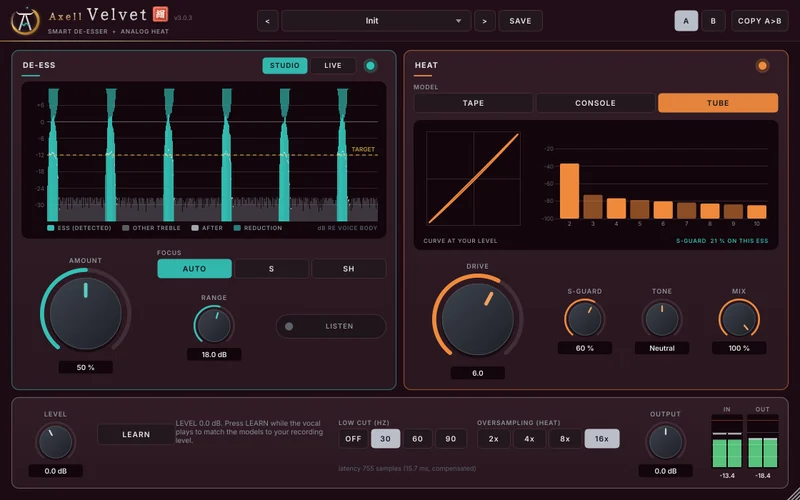 Axell Velvet 絹 v3.0.3
SMART DE-ESSER + ANALOG HEAT
< Init > SAVE
A B COPY A>B
DE-ESS
STUDIO LIVE
+6
0
-6
-12
-18
-24
-30
TARGET
ESS (DETECTED) OTHER TREBLE AFTER REDUCTION dB RE VOICE BODY
AMOUNT
50 %
FOCUS
AUTO S SH
RANGE
18.0 dB
LISTEN
HEAT
MODEL
TAPE CONSOLE TUBE
-20
-40
-60
-80
-100
2 3 4 5 6 7 8 9 10
CURVE AT YOUR LEVEL
S-GUARD 21 % ON THIS ESS
DRIVE
6.0
S-GUARD TONE MIX
60 % Neutral 100 %
LEVEL
0.0 dB
LEARN
LEVEL 0.0 dB. Press LEARN while the vocal
plays to match the models to your recording
level.
LOW CUT (HZ)
OFF 30 60 90
OVERSAMPLING (HEAT)
2x 4x 8x 16x
latency 755 samples (15.7 ms, compensated)
OUTPUT
0.0 dB
IN OUT
-13.4 -18.4